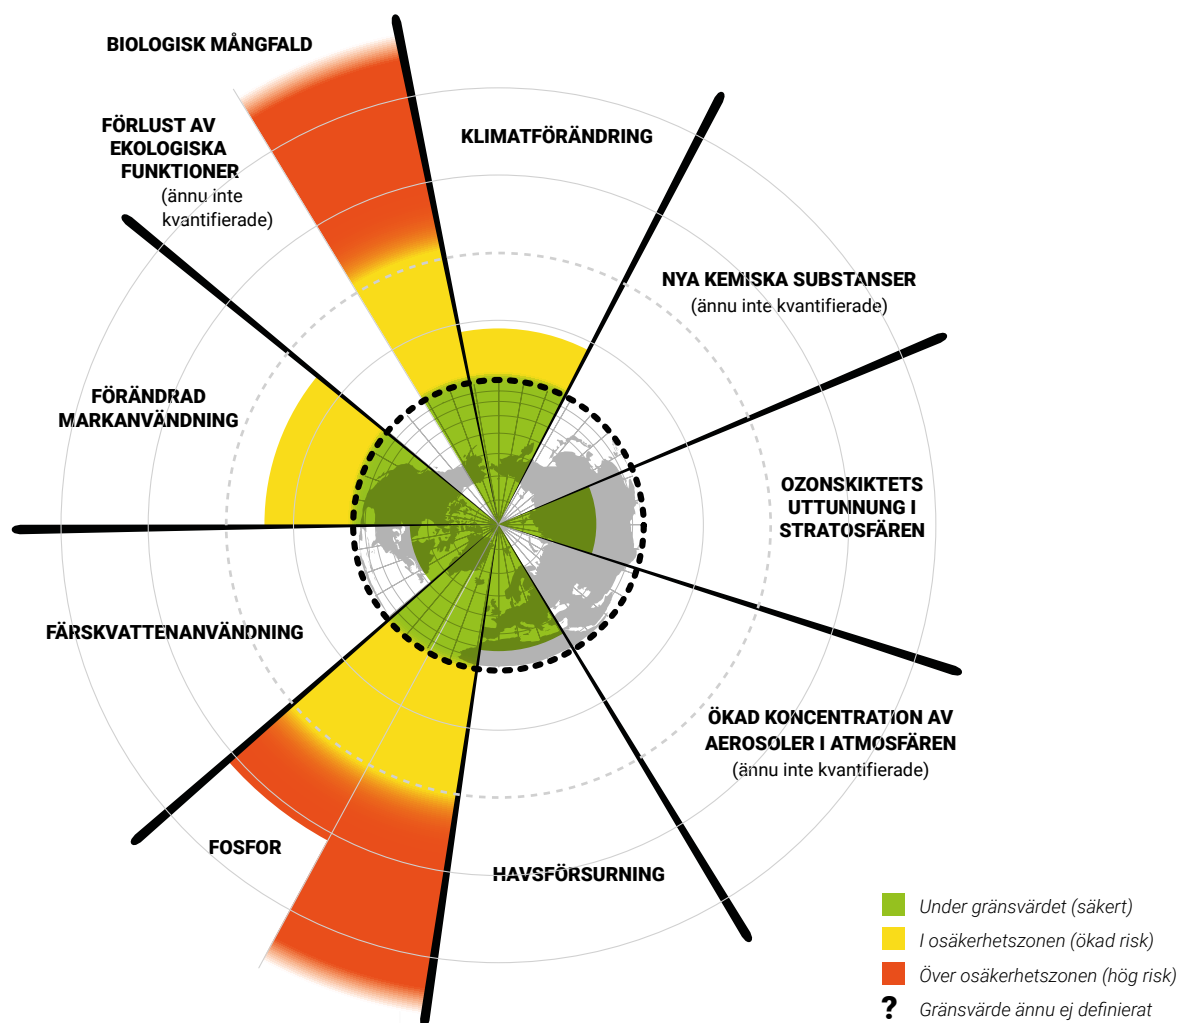 BIOLOGISK MÅNGFALD
FÖRLUST AV
EKOLOGISKA
FUNKTIONER
(ännu inte
kvantifierade)
KLIMATFÖRÄNDRING
NYA KEMISKA SUBSTANSER
(ännu inte kvantifierade)
FÖRÄNDRAD
MARKANVÄNDNING
OZONSKIKTETS
UTTUNNING I
STRATOSFÄREN
FÄRSKVATTENANVÄNDNING
ÖKAD KONCENTRATION AV
AEROSOLER I ATMOSFÄREN
(ännu inte kvantifierade)
FOSFOR
HAVSFÖRSURNING
Under gränsvärdet (säkert)
I osäkerhetszonen (ökad risk)
Över osäkerhetszonen (hög risk)
? Gränsvärde ännu ej definierat